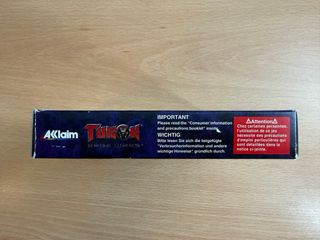 AKlaim
TUROK
IMPORTANT
Please read the "Consumer information
and precautions booklet" inside.
WICHTIG
Bitte lesen Sie sich die beigefügte
"Verbraucherinformation und andere
wichtige Hinweise" gründlich durch.
⚠Attention⚠
Chez certaines personnes,
l'utilisation de ce jeu
nécessite des précautions
d'emploi particulières qui
sont détaillées dans la
notice ci-jointe.